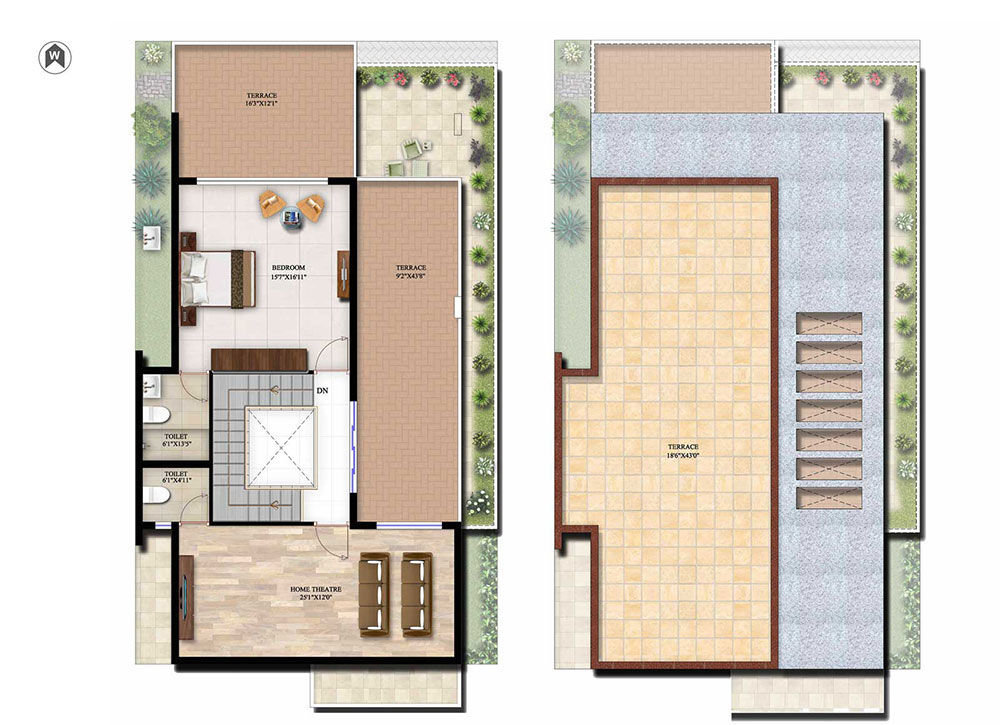 W
TERRACE
16'3"X12'1"
BEDROOM
15'7"X16'11"
TERRACE
9'2"X43'8"
DN
TOILET
6'1"X13'5"
TOILET
6'1"X4'11"
HOME THEATRE
25'1"X12'0"
TERRACE
18'6"X43'0"